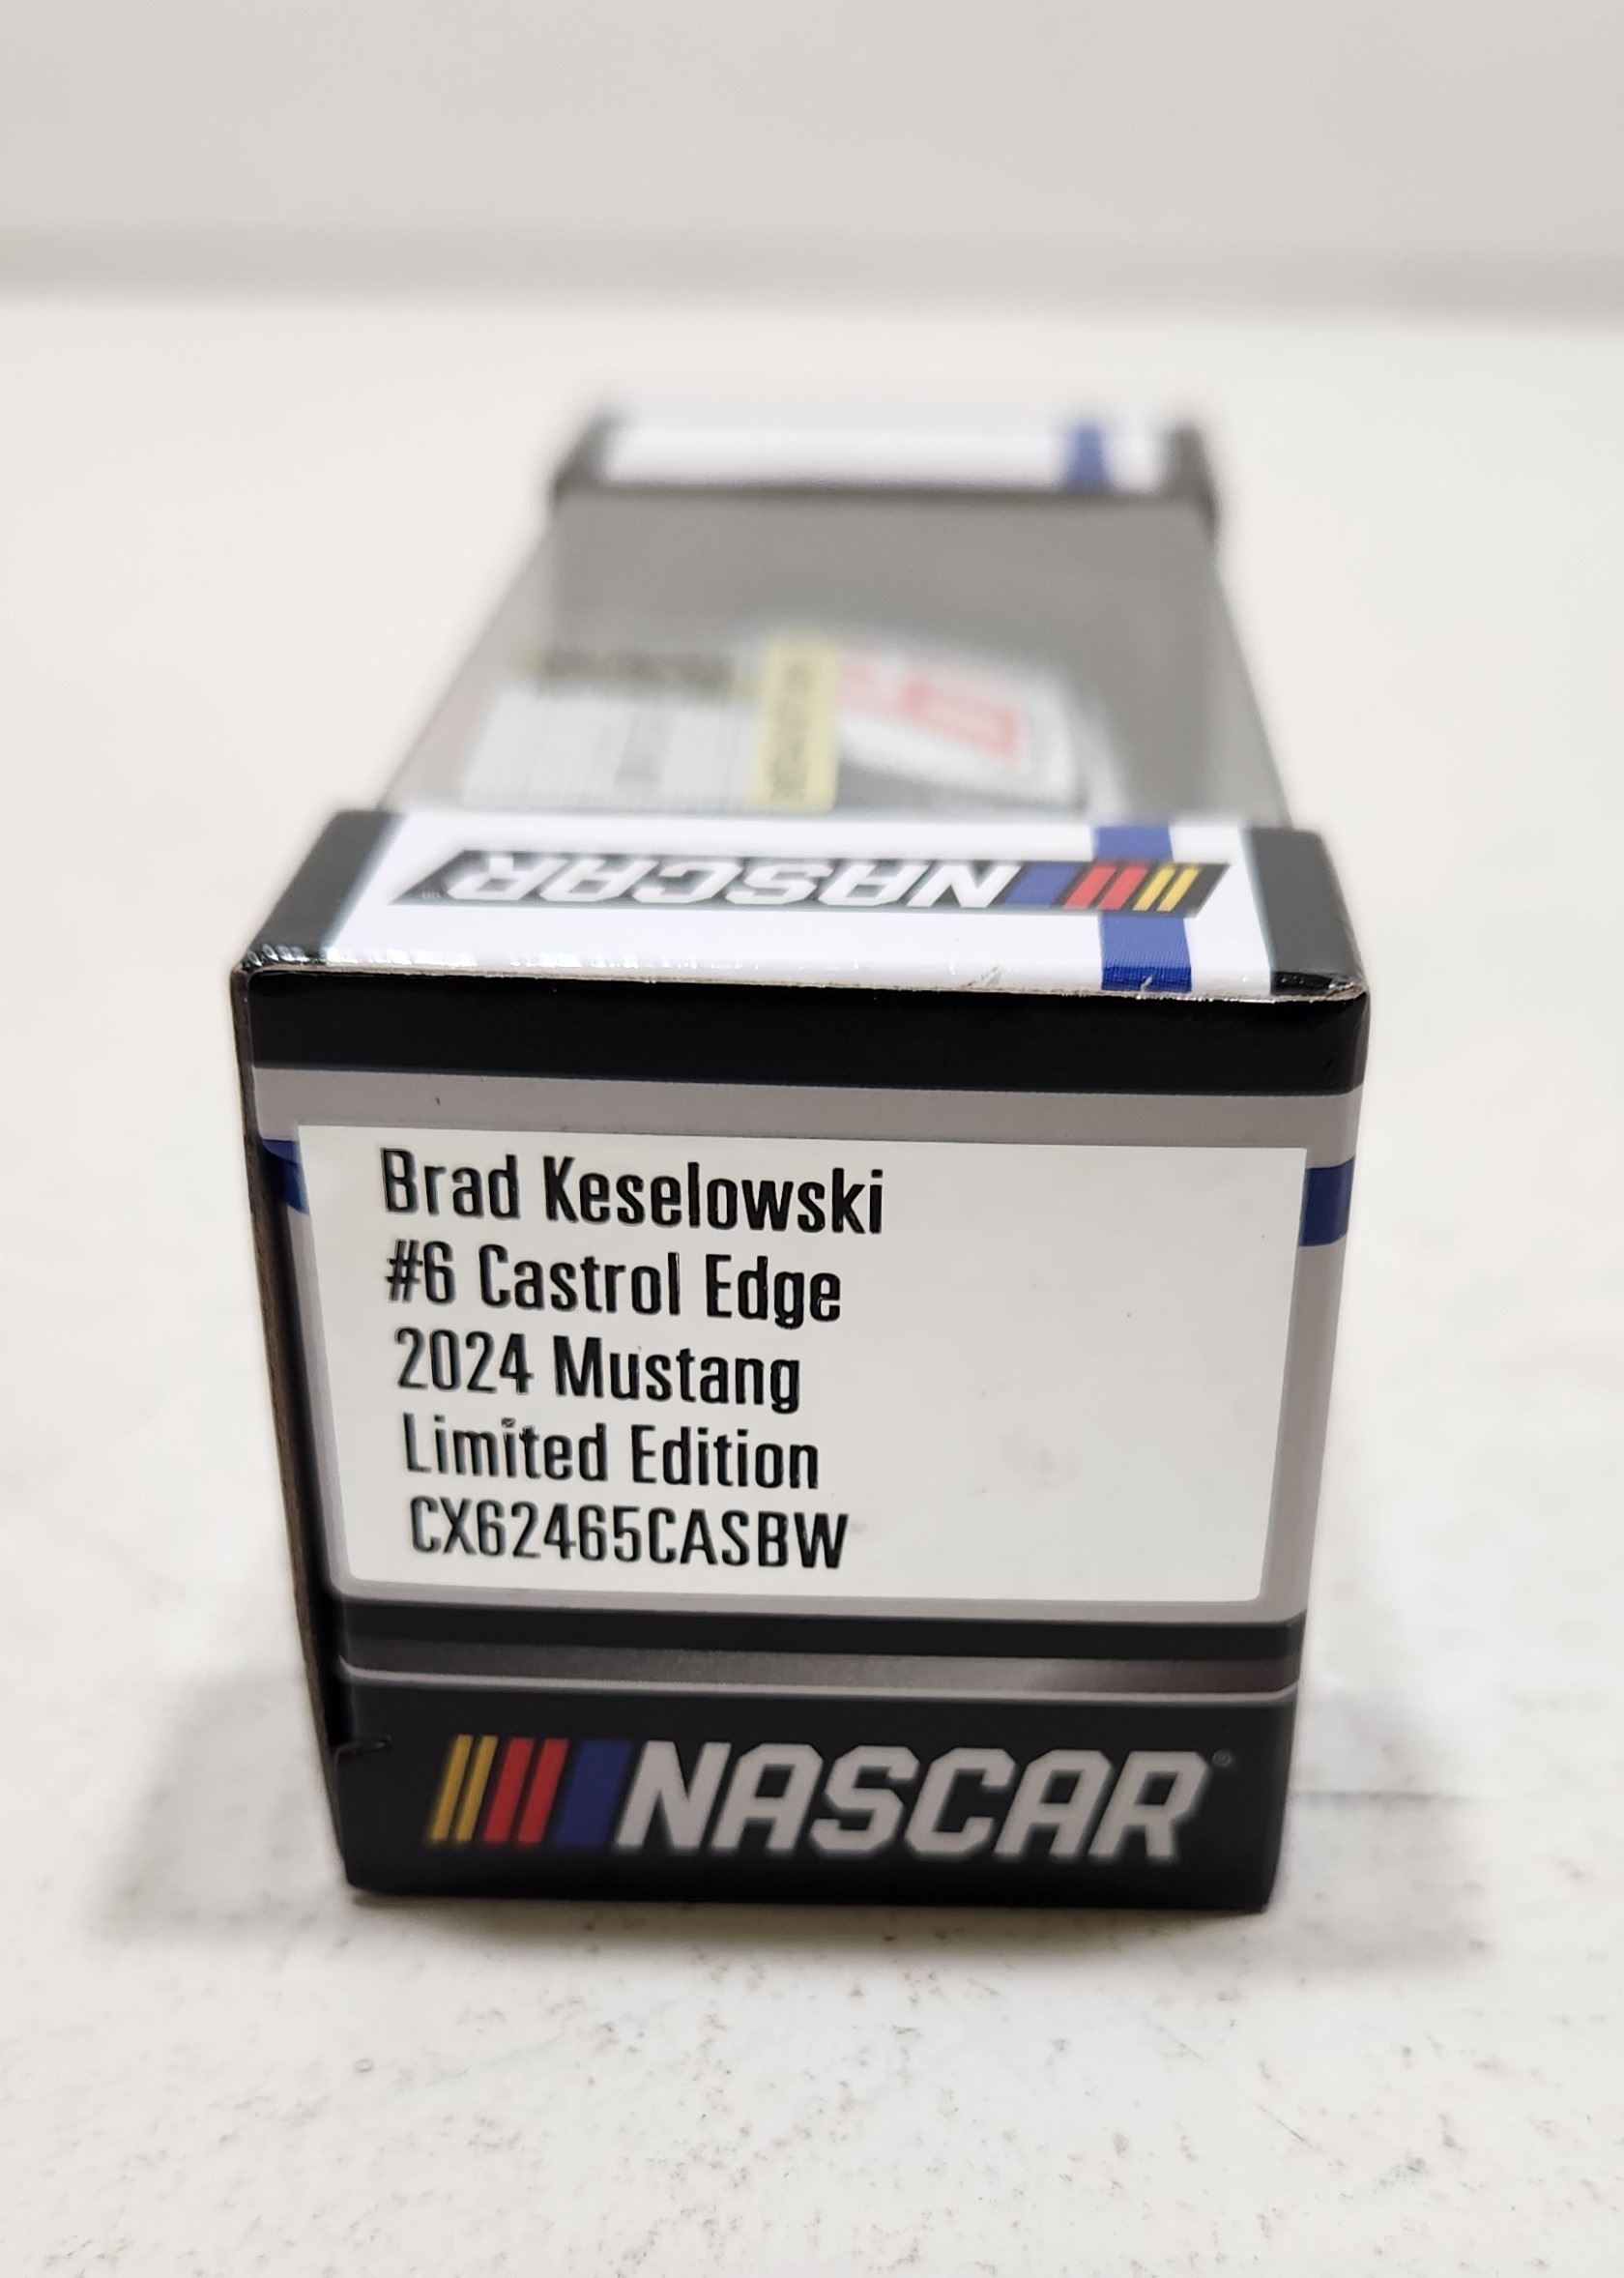 NASCAR
Brad Keselowski
#6 Castrol Edge
2024 Mustang
Limited Edition
CX62465CASBW
NASCAR®